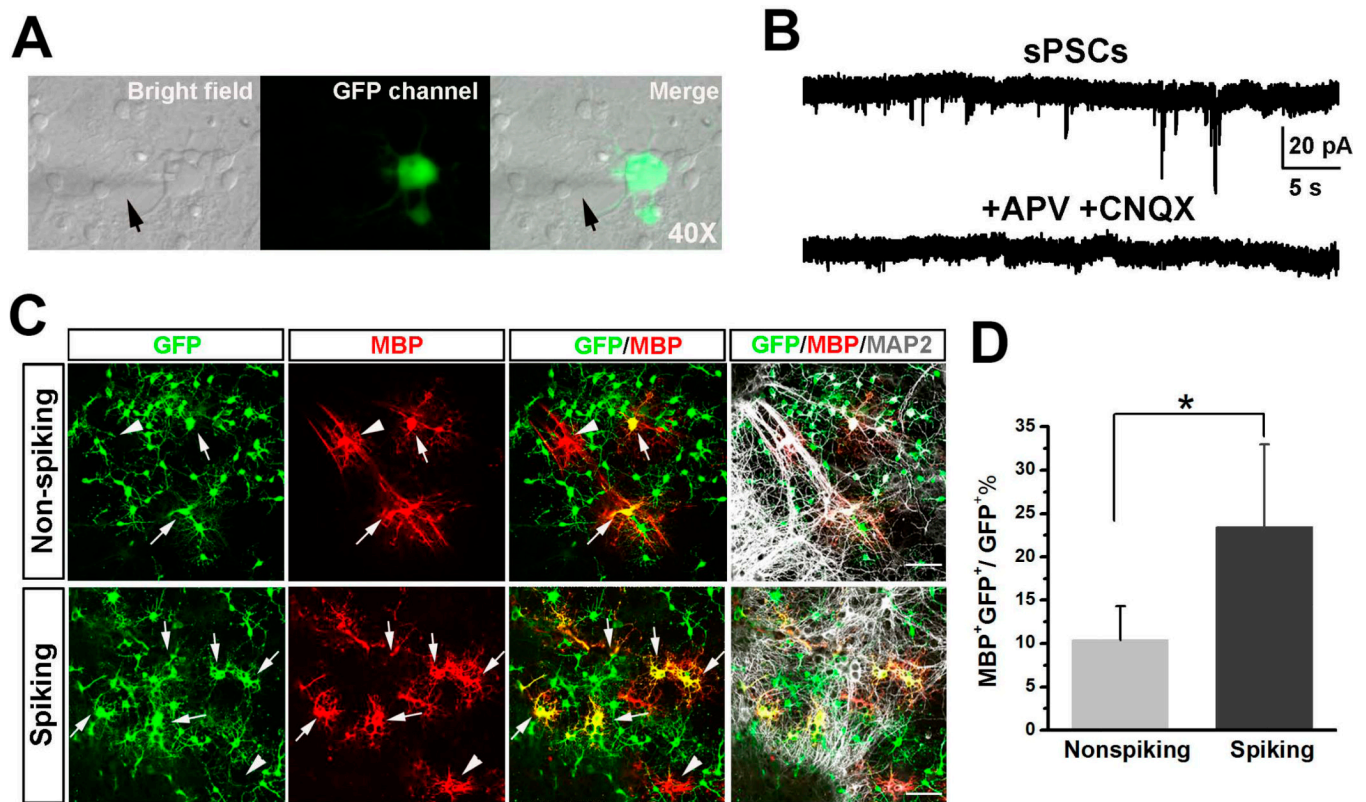 A
Bright field
GFP channel
Merge
40X
B
sPSCs
20 pA
5 s
+APV +CNQX
C
GFP
MBP
GFP/MBP
GFP/MBP/MAP2
Non-spiking
Spiking
D
*
MBP⁺GFP⁺/ GFP⁺%
35
30
25
20
15
10
5
0
Nonspiking
Spiking